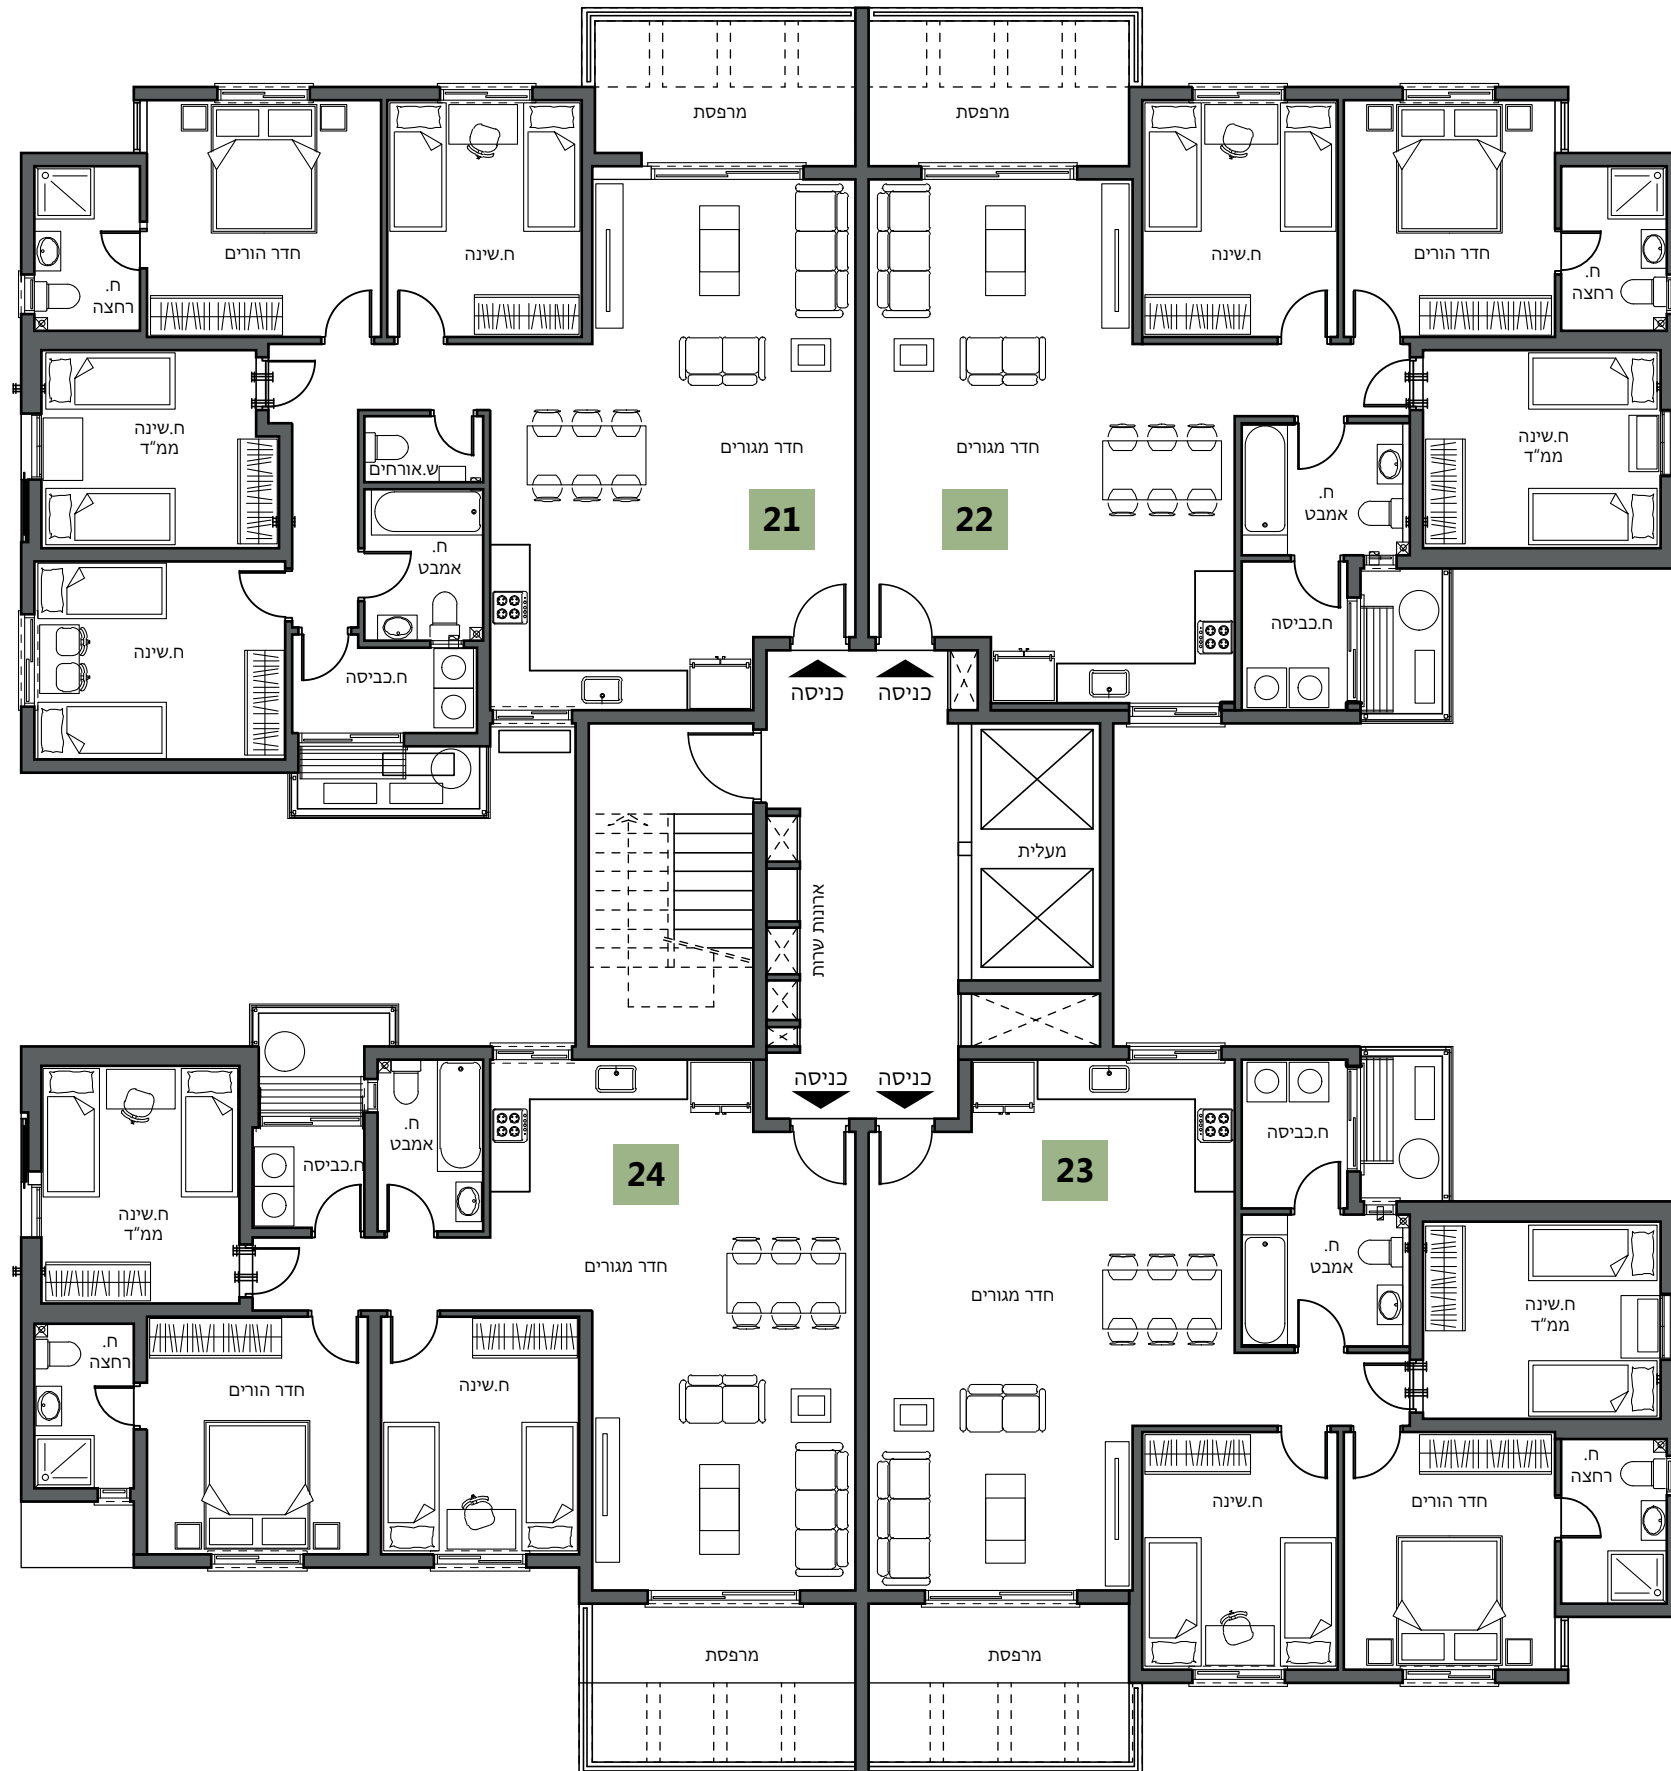 מרפסת
מרפסת
חדר הורים
ח.שינה
ח.שינה
חדר הורים
ח.
רחצה
ח.
רחצה
ח.שינה
ממ"ד
ש.אורחים
חדר מגורים
חדר מגורים
ח.שינה
ממ"ד
21
22
ח.
אמבט
ח.
אמבט
ח.שינה
ח.כביסה
ח.כביסה
כניסה
כניסה
מעלית
ארונות שרות
כניסה
כניסה
ח.
אמבט
ח.כביסה
ח.כביסה
24
23
ח.שינה
ממ"ד
חדר מגורים
חדר מגורים
ח.
אמבט
ח.שינה
ממ"ד
ח.
רחצה
חדר הורים
ח.שינה
ח.שינה
חדר הורים
ח.
רחצה
מרפסת
מרפסת